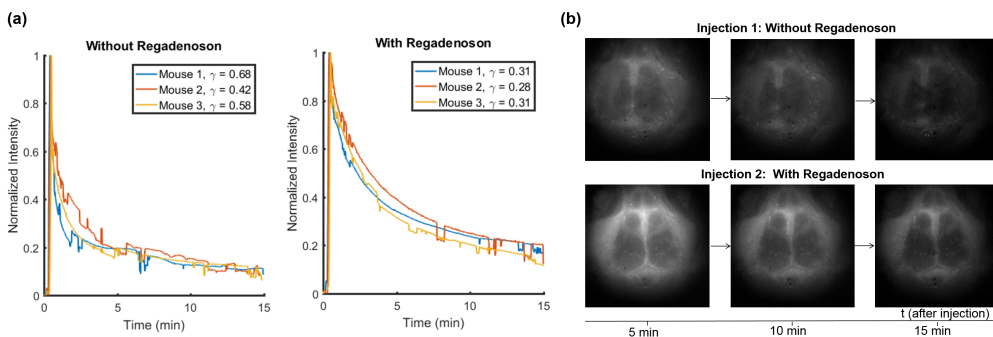 (a)
Without Regadenoson
Mouse 1, γ = 0.68
Mouse 2, γ = 0.42
Mouse 3, γ = 0.58
Normalized Intensity
1
0.8
0.6
0.4
0.2
0
0
5
10
15
Time (min)
With Regadenoson
Mouse 1, γ = 0.31
Mouse 2, γ = 0.28
Mouse 3, γ = 0.31
Normalized Intensity
1
0.8
0.6
0.4
0.2
0
0
5
10
15
Time (min)
(b)
Injection 1: Without Regadenoson
Injection 2: With Regadenoson
t (after injection)
5 min
10 min
15 min